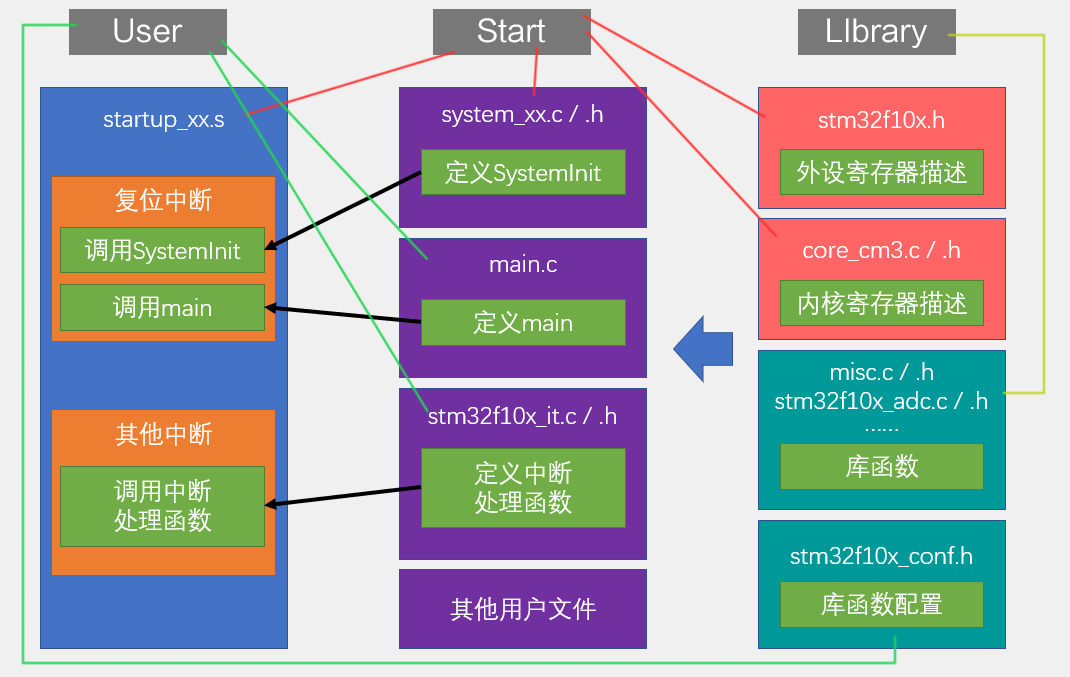 User
Start
LIbrary
startup_xx.s
复位中断
调用SystemInit
调用main
其他中断
调用中断
处理函数
system_xx.c / .h
定义SystemInit
main.c
定义main
stm32f10x_it.c / .h
定义中断
处理函数
其他用户文件
stm32f10x.h
外设寄存器描述
core_cm3.c / .h
内核寄存器描述
misc.c / .h
stm32f10x_adc.c / .h
……
库函数
stm32f10x_conf.h
库函数配置